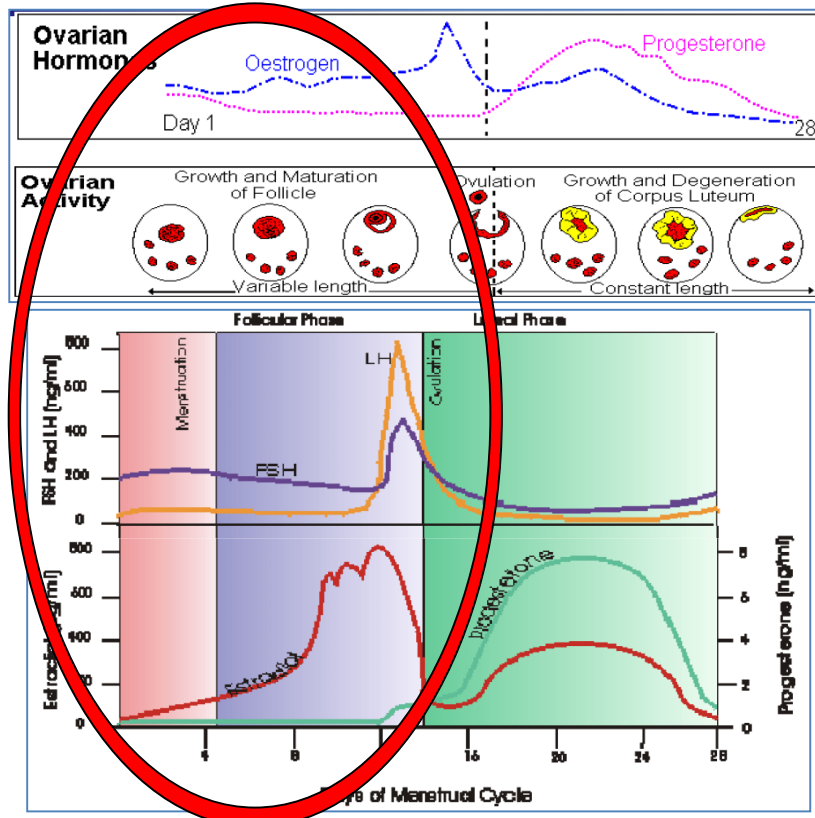 Ovarian
Hormones
Oestrogen
Progesterone
Day 1
28
Ovarian
Activity
Growth and Maturation
of Follicle
Ovulation
Growth and Degeneration
of Corpus Luteum
Variable length
Constant length
Follicular Phase
Luteal Phase
FSH and LH (ng/ml)
800
600
400
200
0
Menstruation
LH
FSH
Ovulation
800
600
400
0
Estradiol
Progesterone
8
6
4
2
0
Progesterone (ng/ml)
4
8
16
20
24
28
of Menstrual Cycle